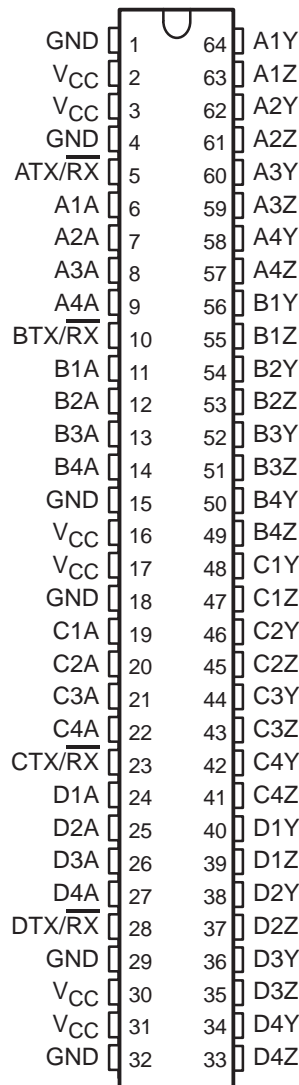 GND 1 64 A1Y
VCC 2 63 A1Z
VCC 3 62 A2Y
GND 4 61 A2Z
ATX/R̅X̅ 5 60 A3Y
A1A 6 59 A3Z
A2A 7 58 A4Y
A3A 8 57 A4Z
A4A 9 56 B1Y
BTX/R̅X̅ 10 55 B1Z
B1A 11 54 B2Y
B2A 12 53 B2Z
B3A 13 52 B3Y
B4A 14 51 B3Z
GND 15 50 B4Y
VCC 16 49 B4Z
VCC 17 48 C1Y
GND 18 47 C1Z
C1A 19 46 C2Y
C2A 20 45 C2Z
C3A 21 44 C3Y
C4A 22 43 C3Z
CTX/R̅X̅ 23 42 C4Y
D1A 24 41 C4Z
D2A 25 40 D1Y
D3A 26 39 D1Z
D4A 27 38 D2Y
DTX/R̅X̅ 28 37 D2Z
GND 29 36 D3Y
VCC 30 35 D3Z
VCC 31 34 D4Y
GND 32 33 D4Z